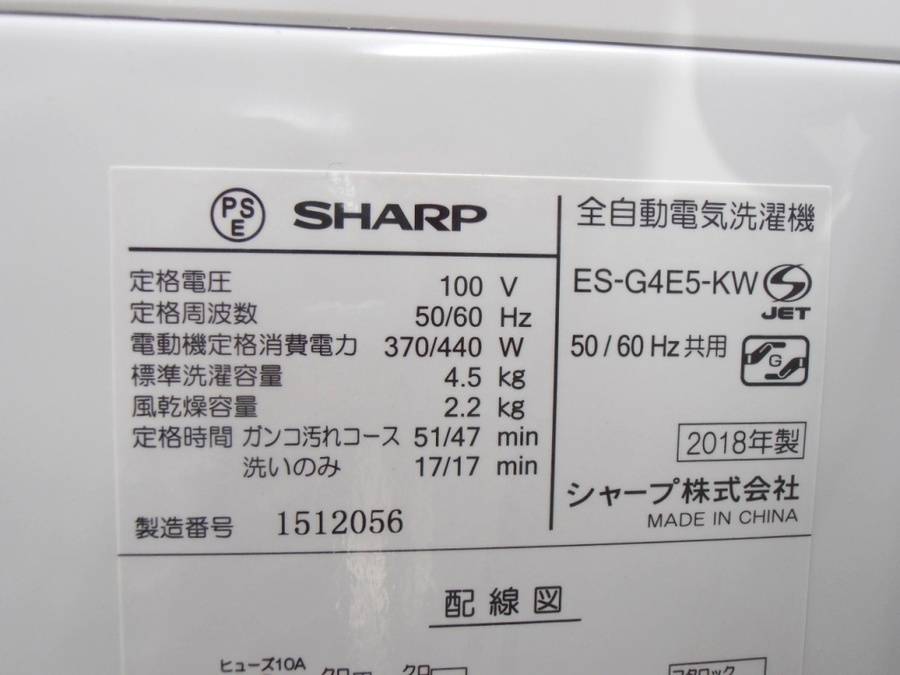 PSE SHARP
定格電圧 100 V
定格周波数 50/60 Hz
電動機定格消費電力 370/440 W
標準洗濯容量 4.5 kg
風乾燥容量 2.2 kg
定格時間 ガンコ汚れコース 51/47 min
洗いのみ 17/17 min
製造番号 1512056
全自動電気洗濯機
ES-G4E5-KW S JET
50/60 Hz共用 G
2018年製
シャープ株式会社
MADE IN CHINA
配線図
ヒューズ10A